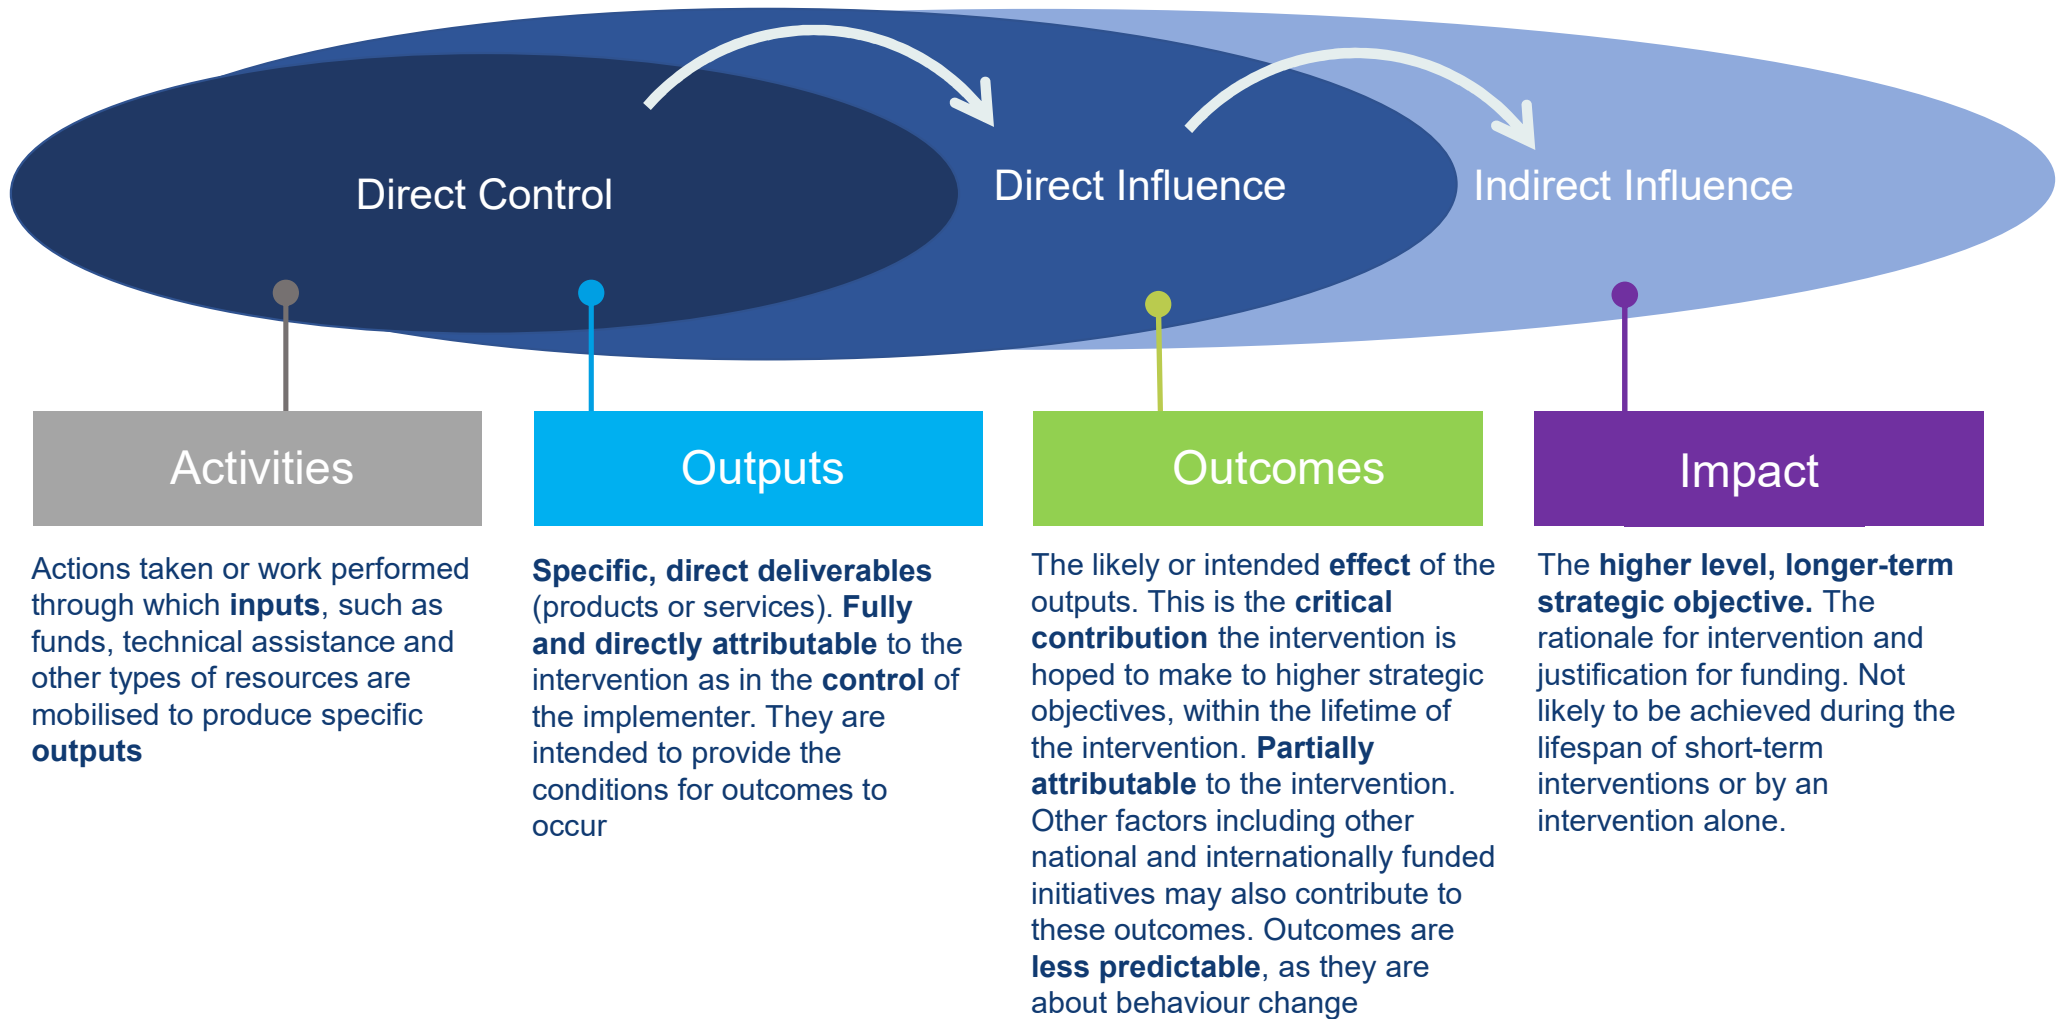 Direct Control
Direct Influence
Indirect Influence
Activities
Outputs
Outcomes
Impact
Actions taken or work performed
through which inputs, such as
funds, technical assistance and
other types of resources are
mobilised to produce specific
outputs
Specific, direct deliverables
(products or services). Fully
and directly attributable to the
intervention as in the control of
the implementer. They are
intended to provide the
conditions for outcomes to
occur
The likely or intended effect of the
outputs. This is the critical
contribution the intervention is
hoped to make to higher strategic
objectives, within the lifetime of
the intervention. Partially
attributable to the intervention.
Other factors including other
national and internationally funded
initiatives may also contribute to
these outcomes. Outcomes are
less predictable, as they are
about behaviour change
The higher level, longer-term
strategic objective. The
rationale for intervention and
justification for funding. Not
likely to be achieved during the
lifespan of short-term
interventions or by an
intervention alone.